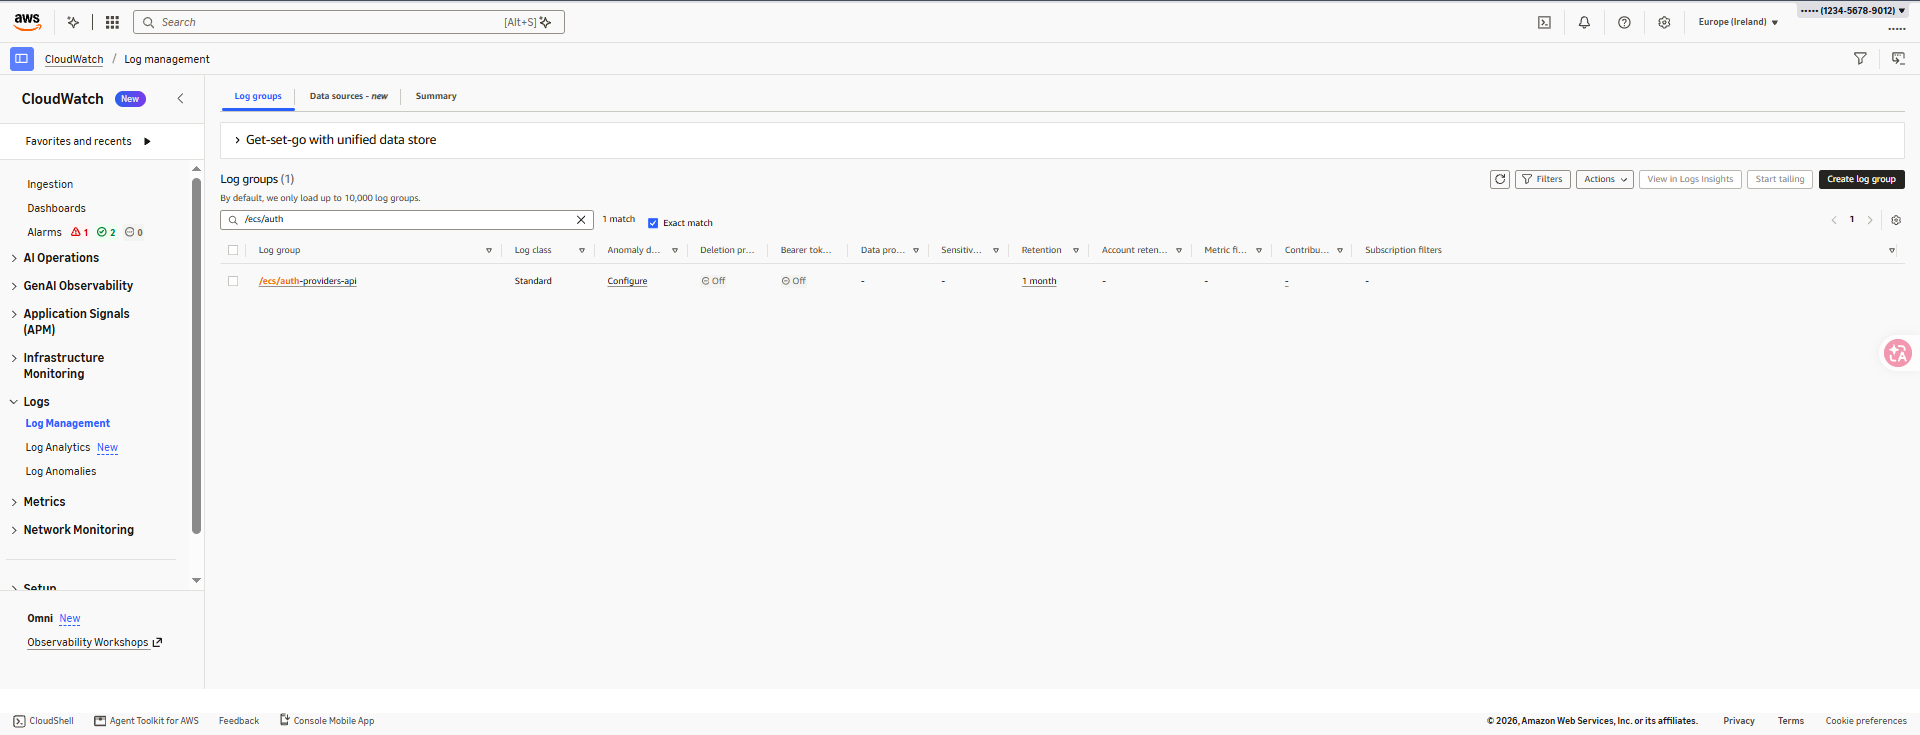 aws
Search [Alt+S]
Europe (Ireland) ▼
••••• (1234-5678-9012) ▼
•••••
CloudWatch / Log management
CloudWatch New
Favorites and recents
Ingestion
Dashboards
Alarms 1 2 0
AI Operations
GenAI Observability
Application Signals
(APM)
Infrastructure
Monitoring
Logs
Log Management
Log Analytics New
Log Anomalies
Metrics
Network Monitoring
Setup
Omni New
Observability Workshops
Log groups
Data sources - new
Summary
Get-set-go with unified data store
Log groups (1)
By default, we only load up to 10,000 log groups.
Filters
Actions
View in Logs Insights
Start tailing
Create log group
/ecs/auth
1 match
Exact match
1
Log group Log class Anomaly d... Deletion pr... Bearer tok... Data pro... Sensitiv... Retention Account reten... Metric fi... Contribu... Subscription filters
/ecs/auth-providers-api Standard Configure Off Off - - 1 month - - - -
CloudShell Agent Toolkit for AWS Feedback Console Mobile App
© 2026, Amazon Web Services, Inc. or its affiliates. Privacy Terms Cookie preferences